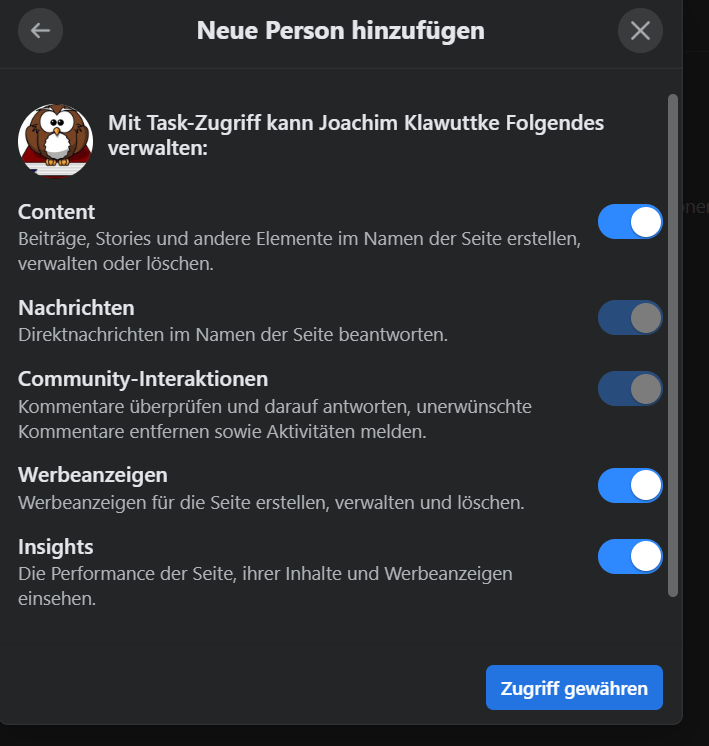 Neue Person hinzufügen
Mit Task-Zugriff kann Joachim Klawuttke Folgendes
verwalten:
Content
Beiträge, Stories und andere Elemente im Namen der Seite erstellen,
verwalten oder löschen.
Nachrichten
Direktnachrichten im Namen der Seite beantworten.
Community-Interaktionen
Kommentare überprüfen und darauf antworten, unerwünschte
Kommentare entfernen sowie Aktivitäten melden.
Werbeanzeigen
Werbeanzeigen für die Seite erstellen, verwalten und löschen.
Insights
Die Performance der Seite, ihrer Inhalte und Werbeanzeigen
einsehen.
Zugriff gewähren